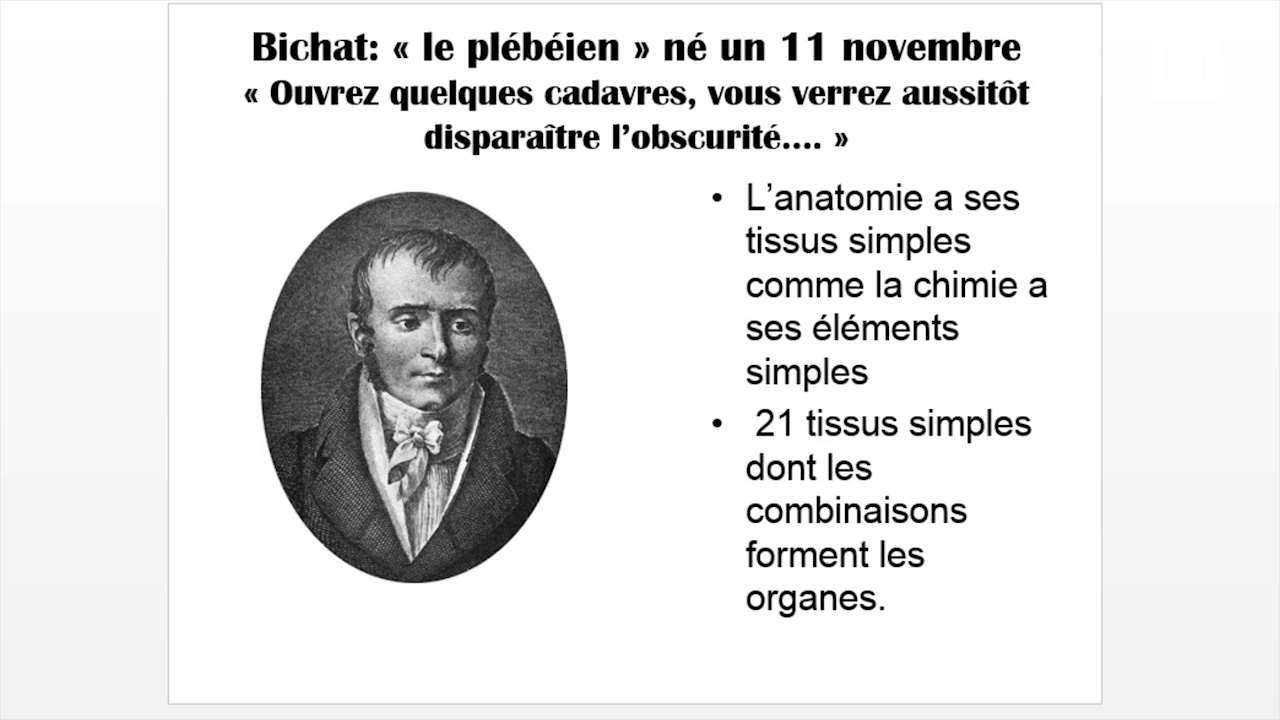 Bichat: « le plébéien » né un 11 novembre
« Ouvrez quelques cadavres, vous verrez aussitôt
disparaître l’obscurité.... »
• L’anatomie a ses
tissus simples
comme la chimie a
ses éléments
simples
• 21 tissus simples
dont les
combinaisons
forment les
organes.